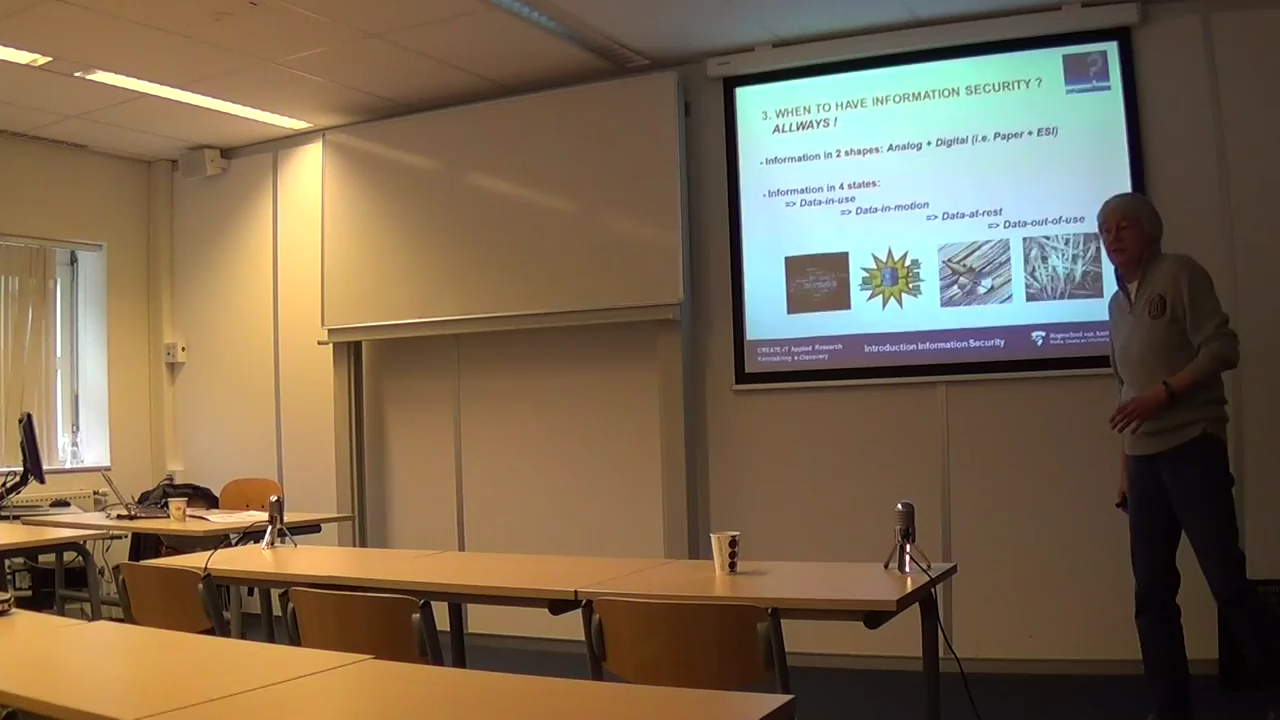 3. WHEN TO HAVE INFORMATION SECURITY ?
ALLWAYS !
- Information in 2 shapes: Analog + Digital (i.e. Paper + ESI)
- Information in 4 states:
=> Data-in-use
=> Data-in-motion
=> Data-at-rest
=> Data-out-of-use
CREATE-IT Applied Research
Kenniskring e-Discovery
Introduction Information Security
Hogeschool van